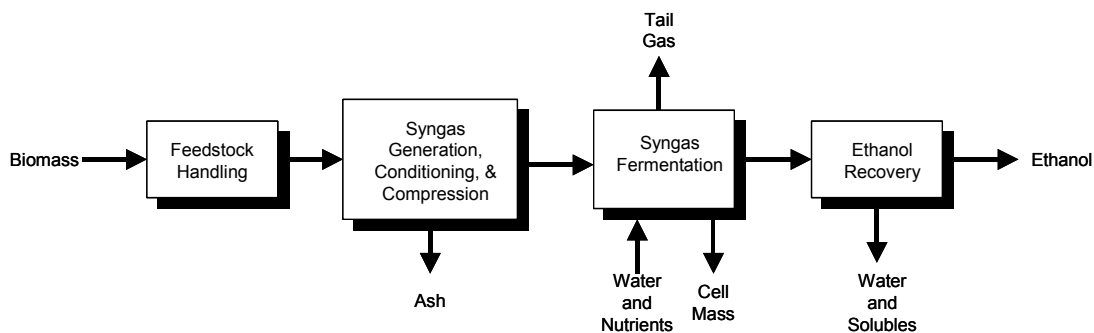 Tail
Gas
Biomass
Feedstock
Handling
Syngas
Generation,
Conditioning, &
Compression
Syngas
Fermentation
Ethanol
Recovery
Ethanol
Ash
Water
and
Nutrients
Cell
Mass
Water
and
Solubles